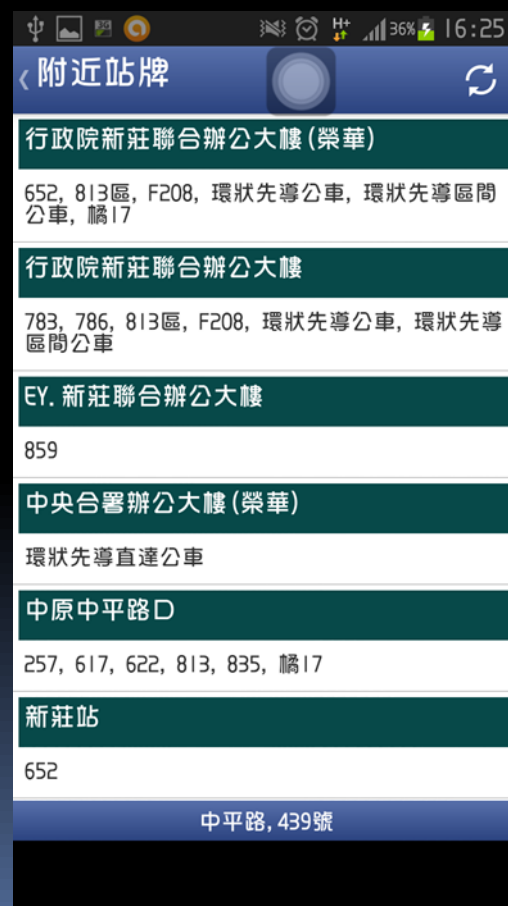 3G H+ 36% 16:25
附近站牌
行政院新莊聯合辦公大樓(榮華)
652, 813區, F208, 環狀先導公車, 環狀先導區間
公車, 橘17
行政院新莊聯合辦公大樓
783, 786, 813區, F208, 環狀先導公車, 環狀先導
區間公車
EY. 新莊聯合辦公大樓
859
中央合署辦公大樓(榮華)
環狀先導直達公車
中原中平路口
257, 617, 622, 813, 835, 橘17
新莊站
652
中平路, 439號